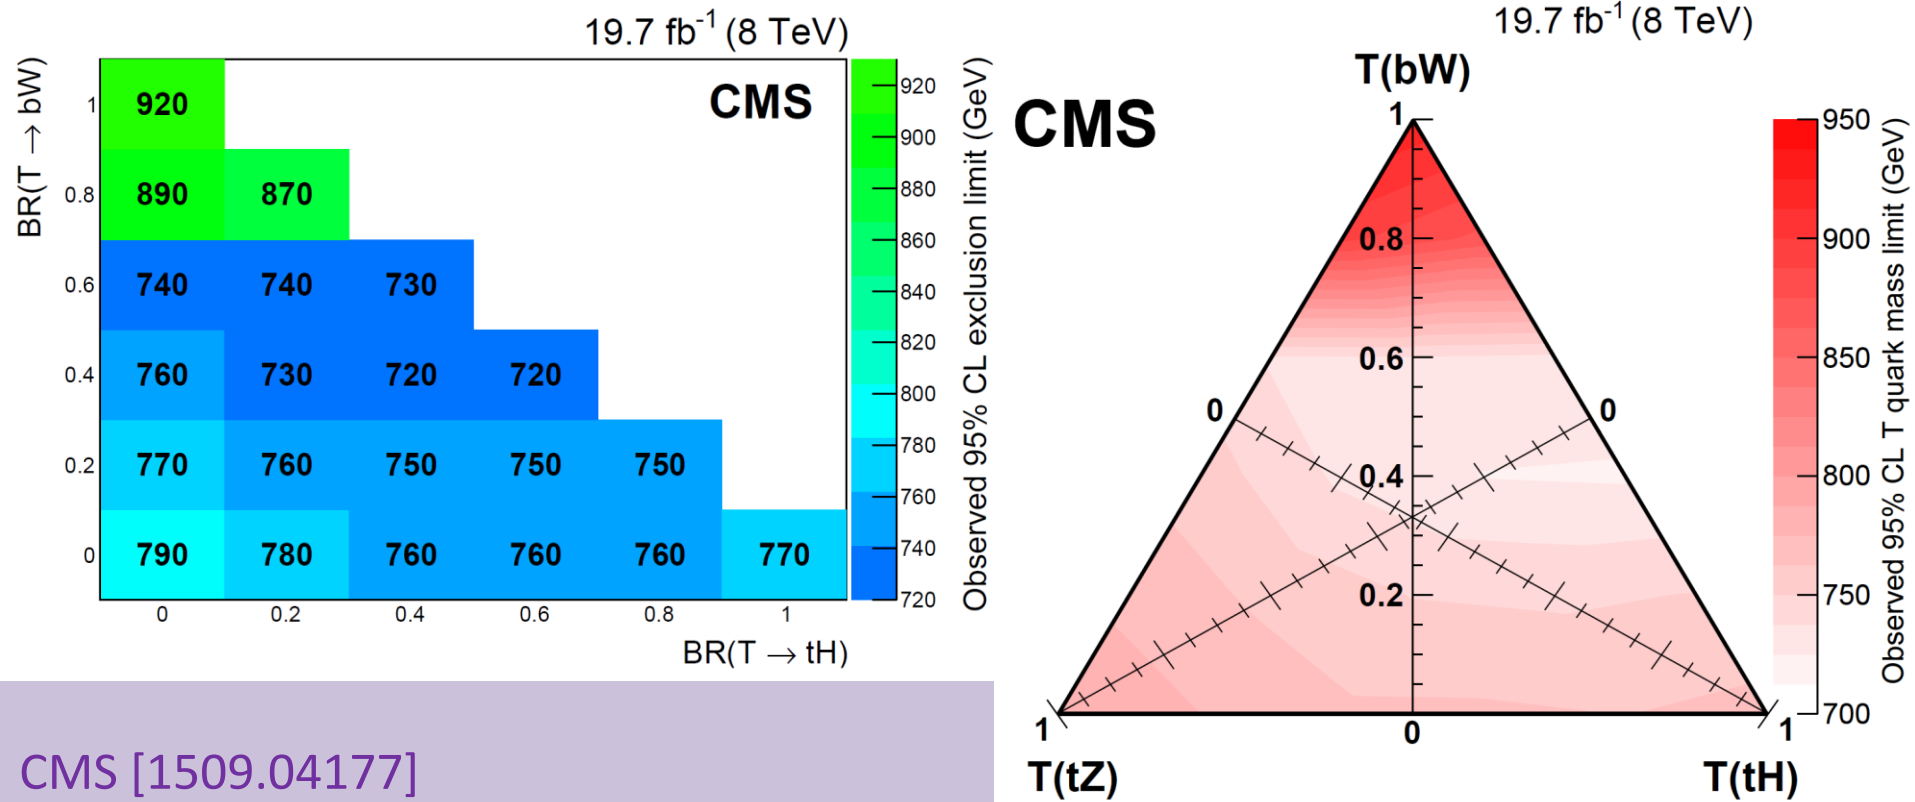 19.7 fb⁻¹ (8 TeV)
CMS
BR(T → bW)
1
920
0.8
890 870
0.6
740 740 730
0.4
760 730 720 720
0.2
770 760 750 750 750
0
790 780 760 760 760 770
0 0.2 0.4 0.6 0.8 1
BR(T → tH)
920
900
880
860
840
820
800
780
760
740
720
Observed 95% CL exclusion limit (GeV)
CMS [1509.04177]
19.7 fb⁻¹ (8 TeV)
CMS
T(bW)
1
0.8
0.6
0 0
0.4
0.2
1 0 1
T(tZ) T(tH)
950
900
850
800
750
700
Observed 95% CL T quark mass limit (GeV)